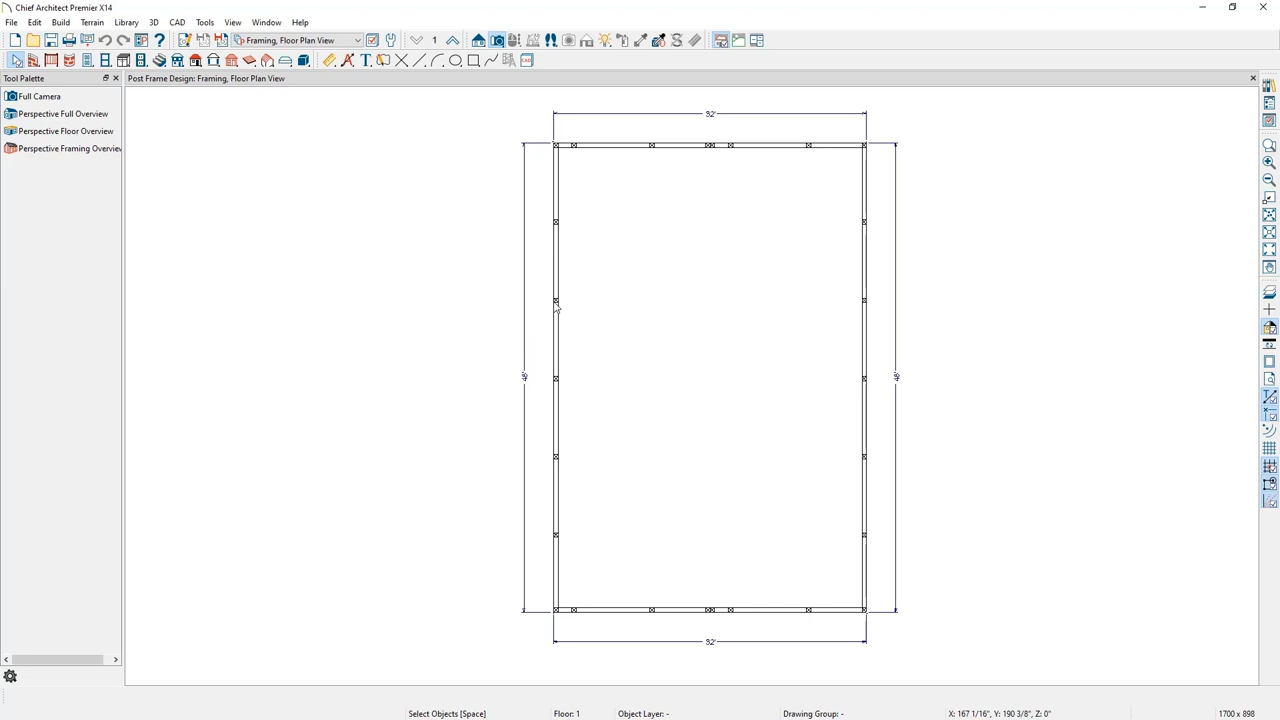 Chief Architect Premier X14
File Edit Build Terrain Library 3D CAD Tools View Window Help
1 Framing, Floor Plan View
Tool Palette
Post Frame Design: Framing, Floor Plan View
Full Camera
Perspective Full Overview
Perspective Floor Overview
Perspective Framing Overview
32'
48'
48'
32'
Select Objects [Space] Floor: 1 Object Layer: - Drawing Group: - X: 167 1/16", Y: 190 3/8", Z: 0" 1700 x 898